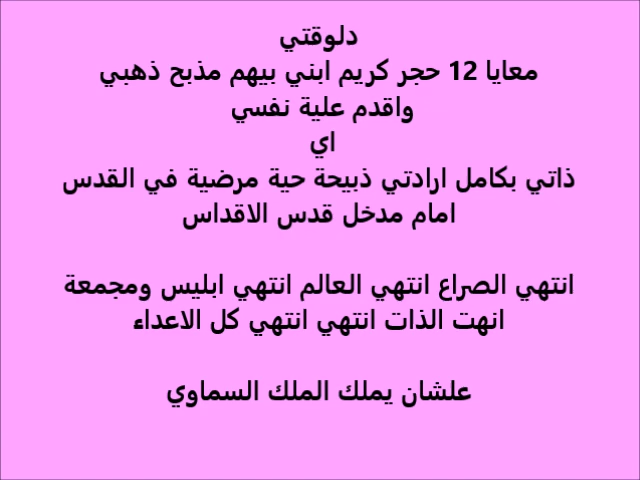 دلوقتي
معايا 12 حجر كريم ابني بيهم مذبح ذهبي
واقدم علية نفسي
اي
ذاتي بكامل ارادتي ذبيحة حية مرضية في القدس
امام مدخل قدس الاقداس
انتهي الصراع انتهي العالم انتهي ابليس ومجمعة
انهت الذات انتهي انتهي كل الاعداء
علشان يملك الملك السماوي